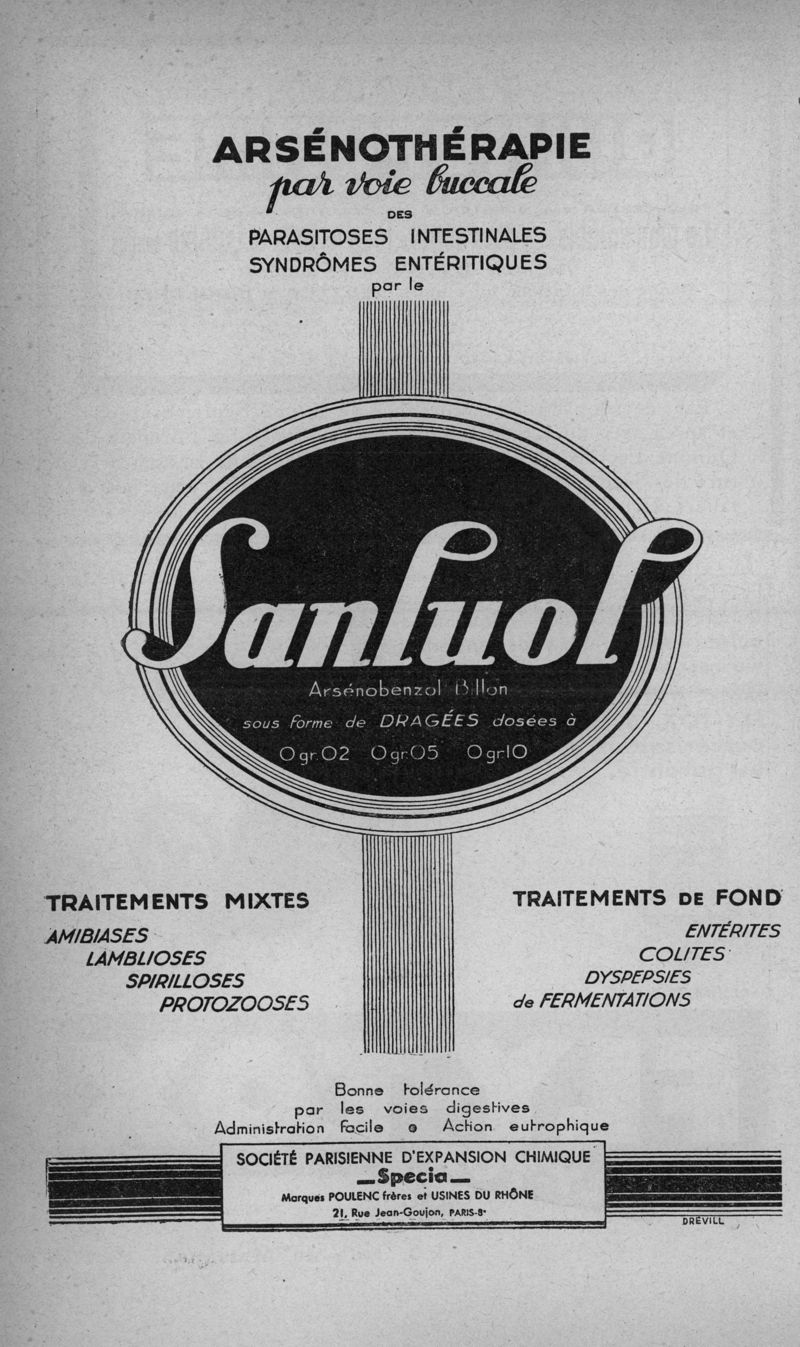 ARSÉNOTHÉRAPIE
par voie buccale
DES
PARASITOSES INTESTINALES
SYNDRÔMES ENTÉRITIQUES
par le
Sanluol
Arsénobenzol Billon
sous forme de DRAGÉES dosées à
0 gr. 02 0 gr. 05 0 gr. 10
TRAITEMENTS MIXTES
AMIBIASES
LAMBLIOSES
SPIRILLOSES
PROTOZOOSES
TRAITEMENTS DE FOND
ENTÉRITES
COLITES
DYSPEPSIES
de FERMENTATIONS
Bonne tolérance
par les voies digestives
Administration facile Action eutrophique
SOCIÉTÉ PARISIENNE D'EXPANSION CHIMIQUE
Specia
Marques POULENC frères et USINES DU RHÔNE
21, Rue Jean-Goujon, PARIS-8e
DRÉVILL